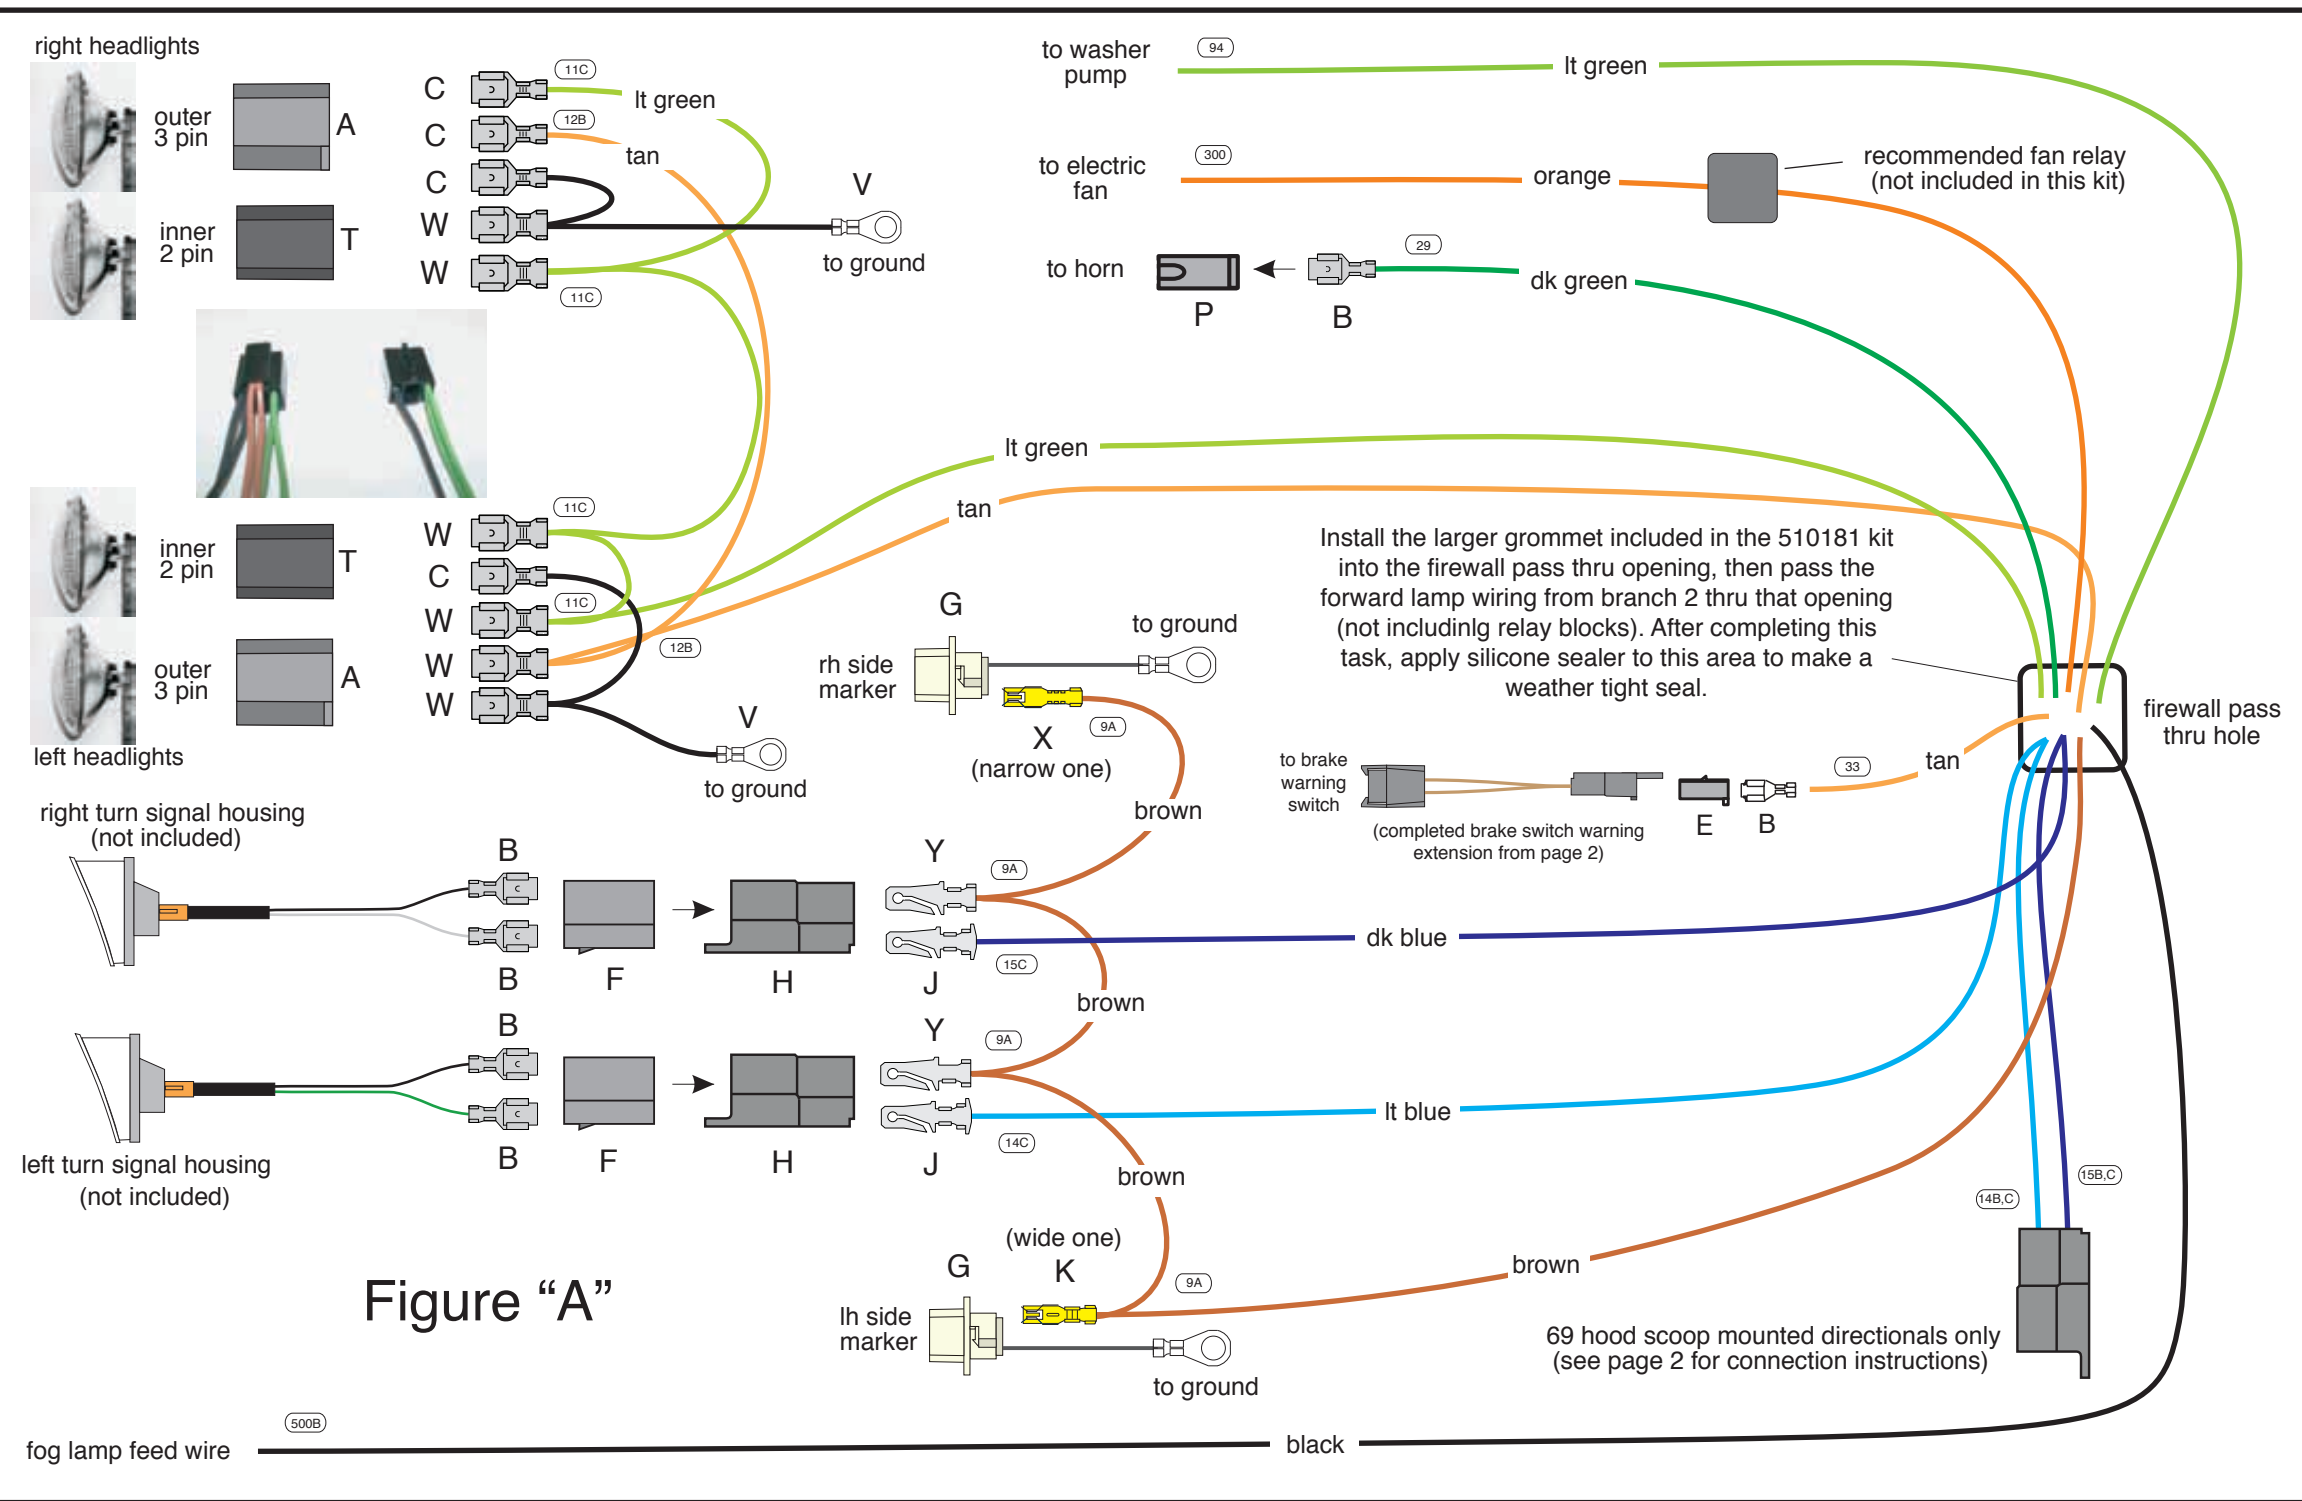 right headlights
outer
3 pin
A
C
11C
lt green
C
12B
tan
C
W
V
to ground
inner
2 pin
T
W
11C
to washer
pump
94
lt green
to electric
fan
300
orange
recommended fan relay
(not included in this kit)
to horn
P
B
29
dk green
lt green
tan
inner
2 pin
T
W
11C
C
W
11C
W
12B
outer
3 pin
A
W
V
to ground
left headlights
Install the larger grommet included in the 510181 kit
into the firewall pass thru opening, then pass the
forward lamp wiring from branch 2 thru that opening
(not includinlg relay blocks). After completing this
task, apply silicone sealer to this area to make a
weather tight seal.
firewall pass
thru hole
G
to ground
rh side
marker
X
(narrow one)
9A
brown
to brake
warning
switch
(completed brake switch warning
extension from page 2)
E
B
33
tan
right turn signal housing
(not included)
B
B
F
H
Y
9A
J
15C
dk blue
brown
B
B
F
H
Y
9A
J
14C
lt blue
brown
left turn signal housing
(not included)
14B,C
15B,C
(wide one)
G
K
9A
brown
lh side
marker
to ground
69 hood scoop mounted directionals only
(see page 2 for connection instructions)
Figure “A”
fog lamp feed wire
500B
black